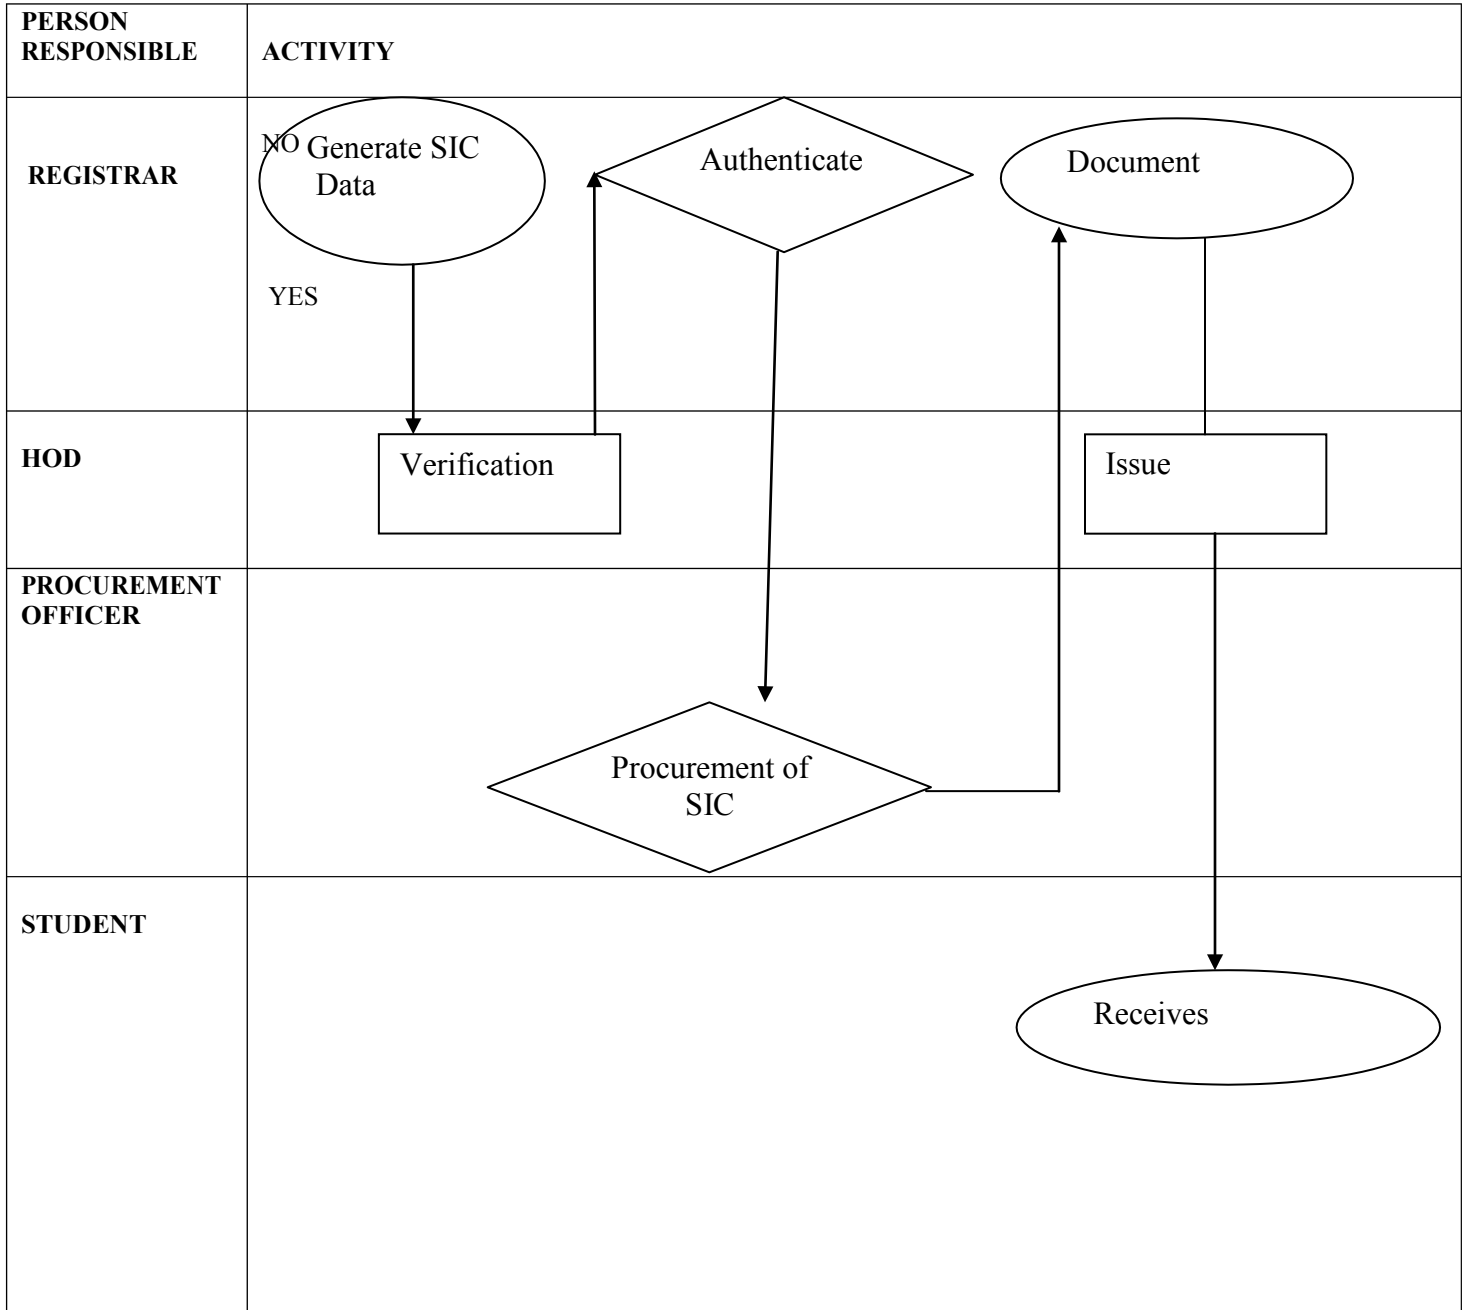 PERSON
RESPONSIBLE
ACTIVITY
REGISTRAR
NO
Generate SIC
Data
YES
Authenticate
Document
HOD
Verification
Issue
PROCUREMENT
OFFICER
Procurement of
SIC
STUDENT
Receives